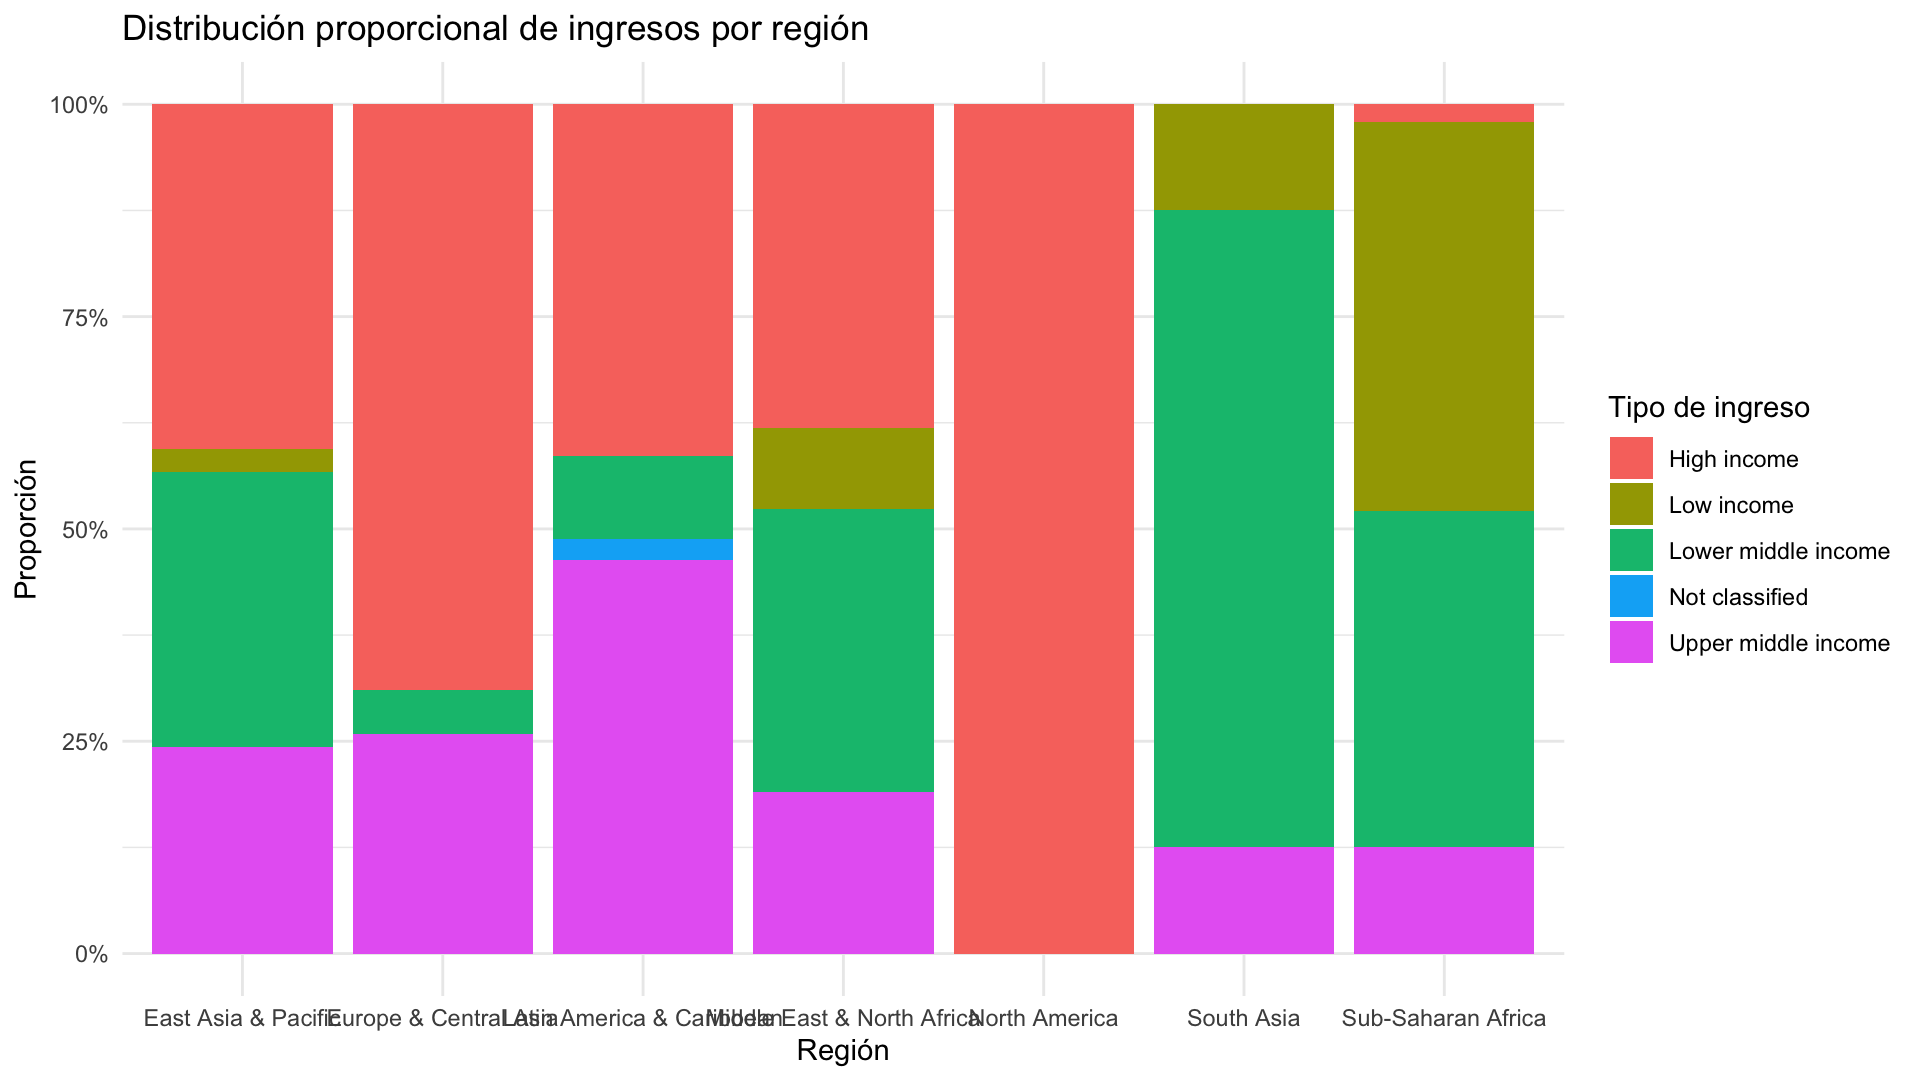 Distribución proporcional de ingresos por región
Proporción
100%
75%
50%
25%
0%
East Asia & Pacific
Europe & Central Asia
Latin America & Caribbean
Middle East & North Africa
North America
South Asia
Sub-Saharan Africa
Región
Tipo de ingreso
High income
Low income
Lower middle income
Not classified
Upper middle income